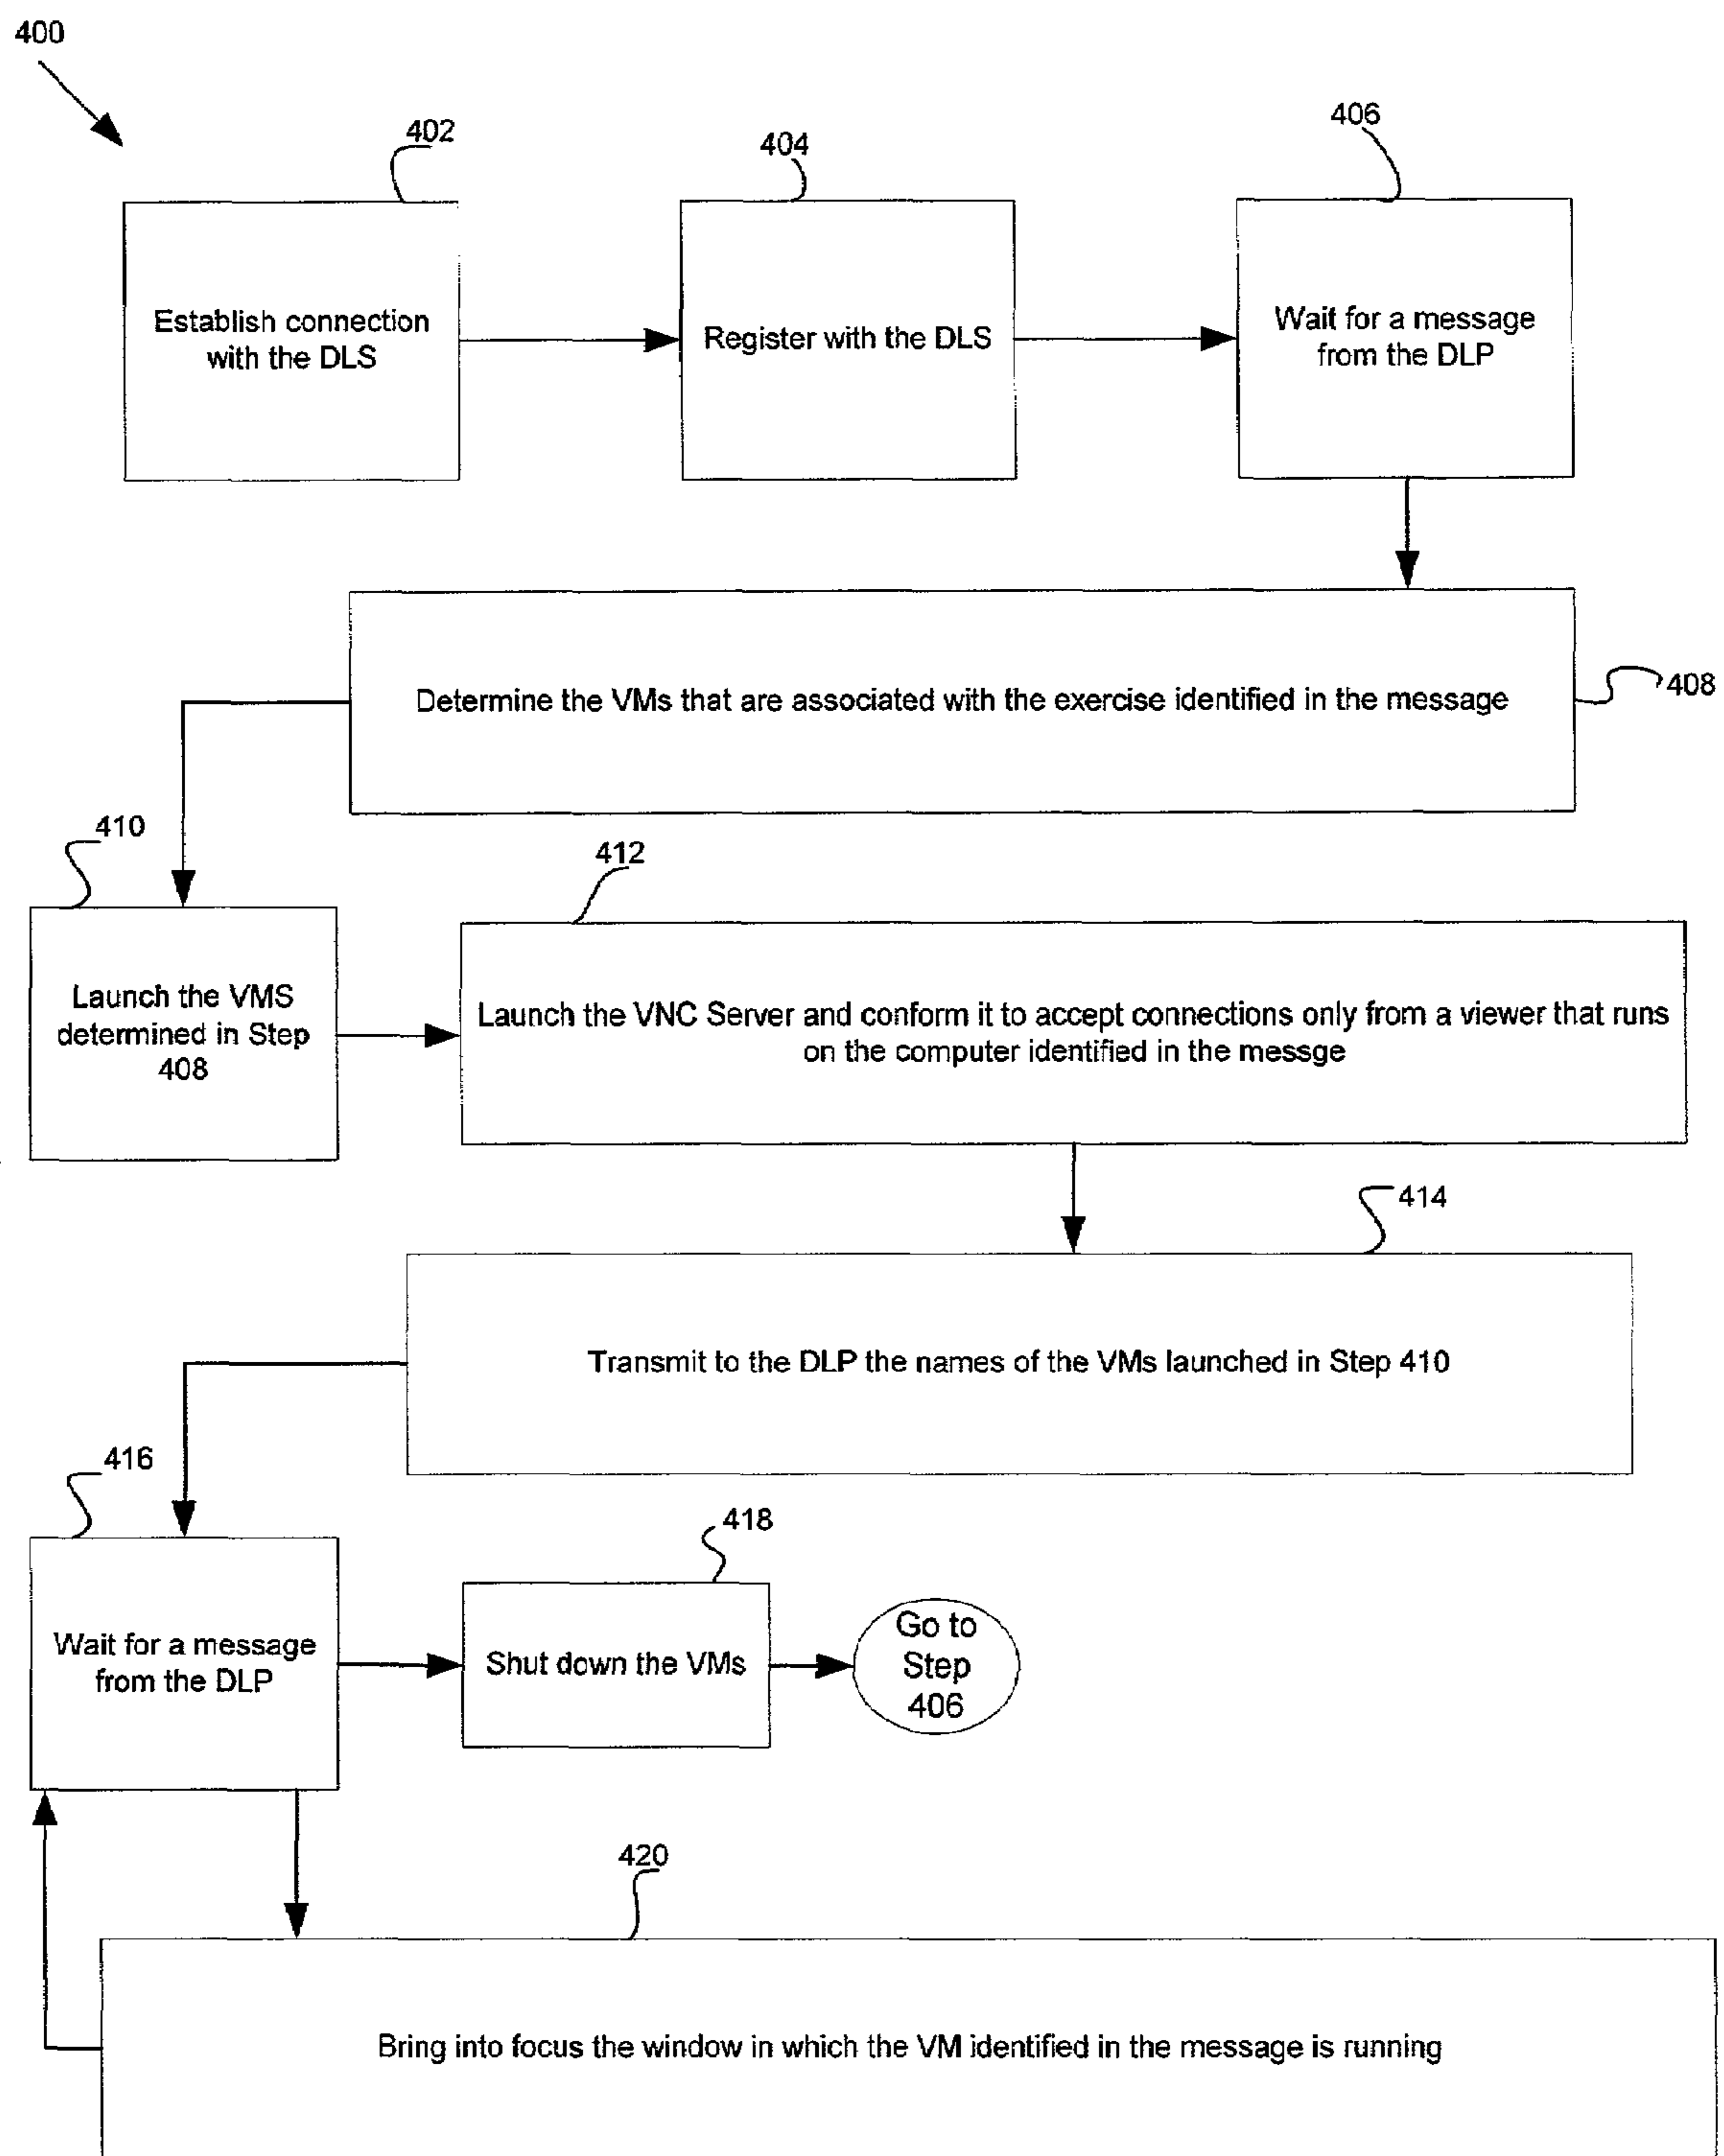 400
402
404
406
Establish connection
with the DLS
Register with the DLS
Wait for a message
from the DLP
Determine the VMs that are associated with the exercise identified in the message
408
410
412
Launch the VMS
determined in Step
408
Launch the VNC Server and conform it to accept connections only from a viewer that runs
on the computer identified in the messge
414
Transmit to the DLP the names of the VMs launched in Step 410
416
418
Wait for a message
from the DLP
Shut down the VMs
Go to
Step
406
420
Bring into focus the window in which the VM identified in the message is running